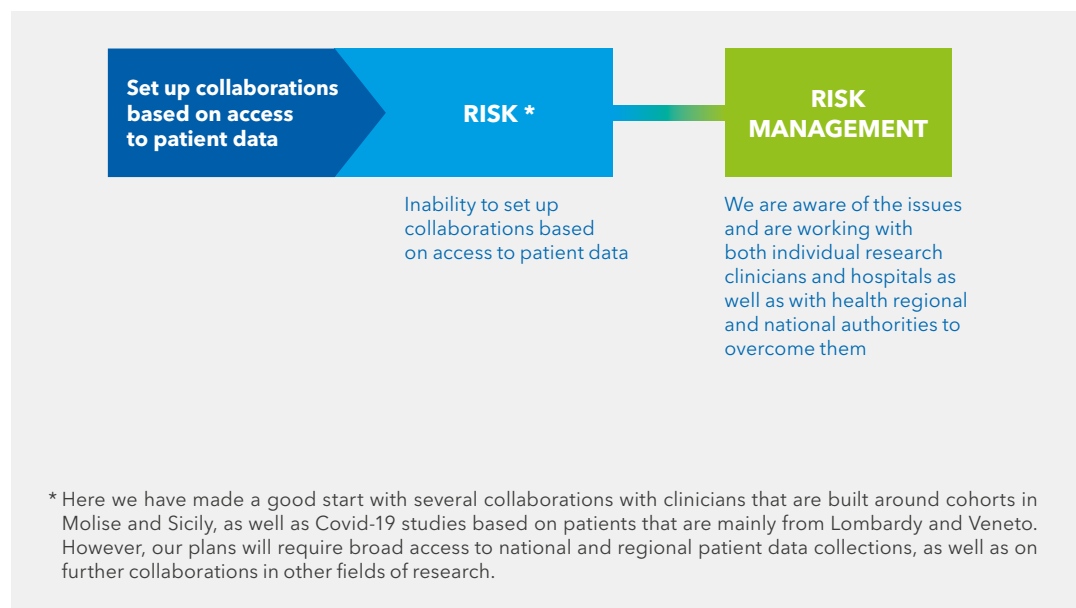 Set up collaborations
based on access
to patient data
RISK *
RISK
MANAGEMENT
Inability to set up
collaborations based
on access to patient data
We are aware of the issues
and are working with
both individual research
clinicians and hospitals as
well as with health regional
and national authorities to
overcome them
* Here we have made a good start with several collaborations with clinicians that are built around cohorts in
Molise and Sicily, as well as Covid-19 studies based on patients that are mainly from Lombardy and Veneto.
However, our plans will require broad access to national and regional patient data collections, as well as on
further collaborations in other fields of research.